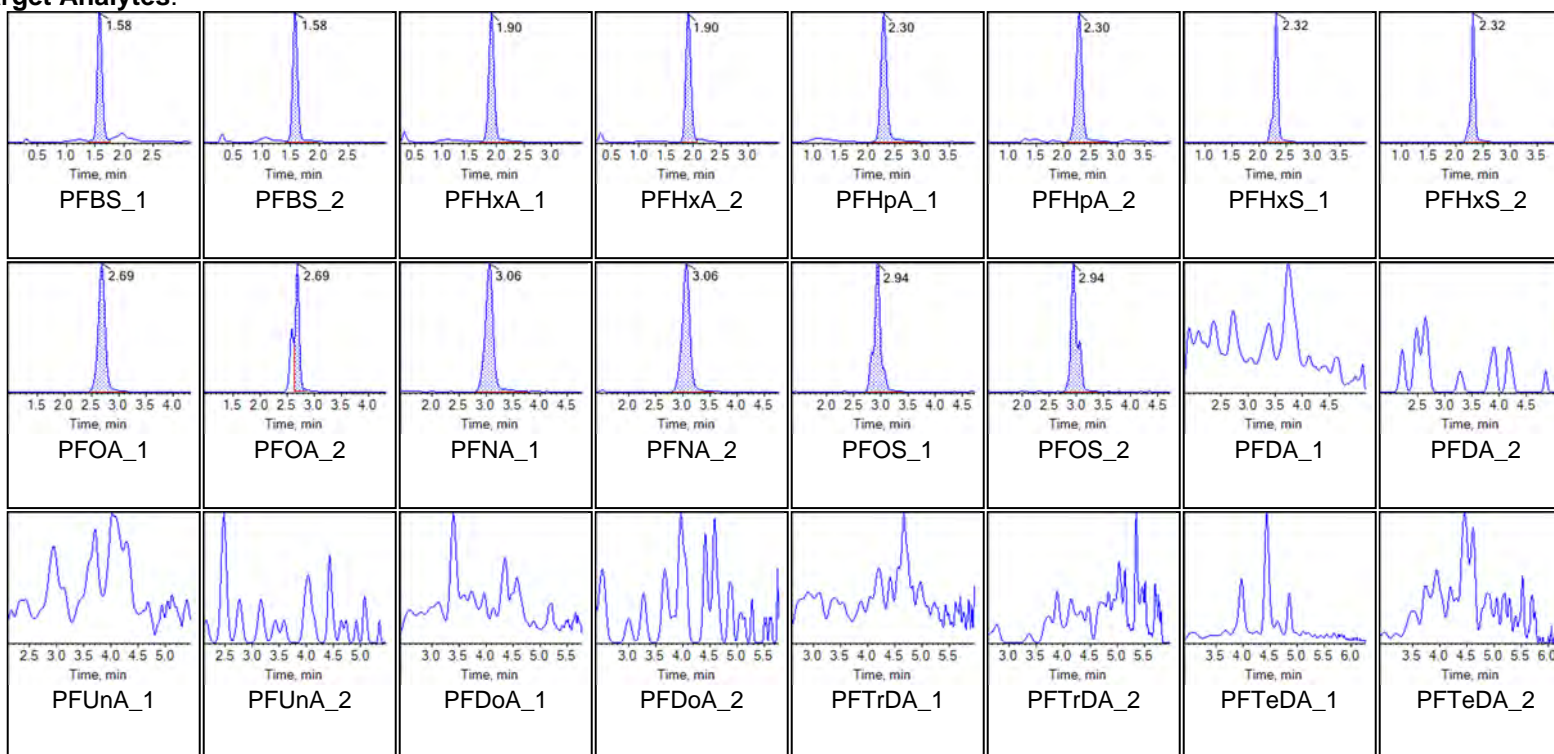 rget Analytes:
1.58 1.58 1.90 1.90 2.30 2.30 2.32 2.32
0.5 1.0 1.5 2.0 2.5 0.5 1.0 1.5 2.0 2.5 0.5 1.0 1.5 2.0 2.5 3.0 0.5 1.0 1.5 2.0 2.5 3.0 1.0 1.5 2.0 2.5 3.0 3.5 1.0 1.5 2.0 2.5 3.0 3.5 1.0 1.5 2.0 2.5 3.0 3.5 1.0 1.5 2.0 2.5 3.0 3.5
Time, min Time, min Time, min Time, min Time, min Time, min Time, min Time, min
PFBS_1 PFBS_2 PFHxA_1 PFHxA_2 PFHpA_1 PFHpA_2 PFHxS_1 PFHxS_2
2.69 2.69 3.06 3.06 2.94 2.94
1.5 2.0 2.5 3.0 3.5 4.0 1.5 2.0 2.5 3.0 3.5 4.0 2.0 2.5 3.0 3.5 4.0 4.5 2.0 2.5 3.0 3.5 4.0 4.5 2.0 2.5 3.0 3.5 4.0 4.5 2.0 2.5 3.0 3.5 4.0 4.5 2.5 3.0 3.5 4.0 4.5 2.5 3.0 3.5 4.0 4.5
Time, min Time, min Time, min Time, min Time, min Time, min Time, min Time, min
PFOA_1 PFOA_2 PFNA_1 PFNA_2 PFOS_1 PFOS_2 PFDA_1 PFDA_2
2.5 3.0 3.5 4.0 4.5 5.0 2.5 3.0 3.5 4.0 4.5 5.0 3.0 3.5 4.0 4.5 5.0 5.5 3.0 3.5 4.0 4.5 5.0 5.5 3.0 3.5 4.0 4.5 5.0 5.5 3.0 3.5 4.0 4.5 5.0 5.5 3.5 4.0 4.5 5.0 5.5 6.0 3.5 4.0 4.5 5.0 5.5 6.0
Time, min Time, min Time, min Time, min Time, min Time, min Time, min Time, min
PFUnA_1 PFUnA_2 PFDoA_1 PFDoA_2 PFTrDA_1 PFTrDA_2 PFTeDA_1 PFTeDA_2